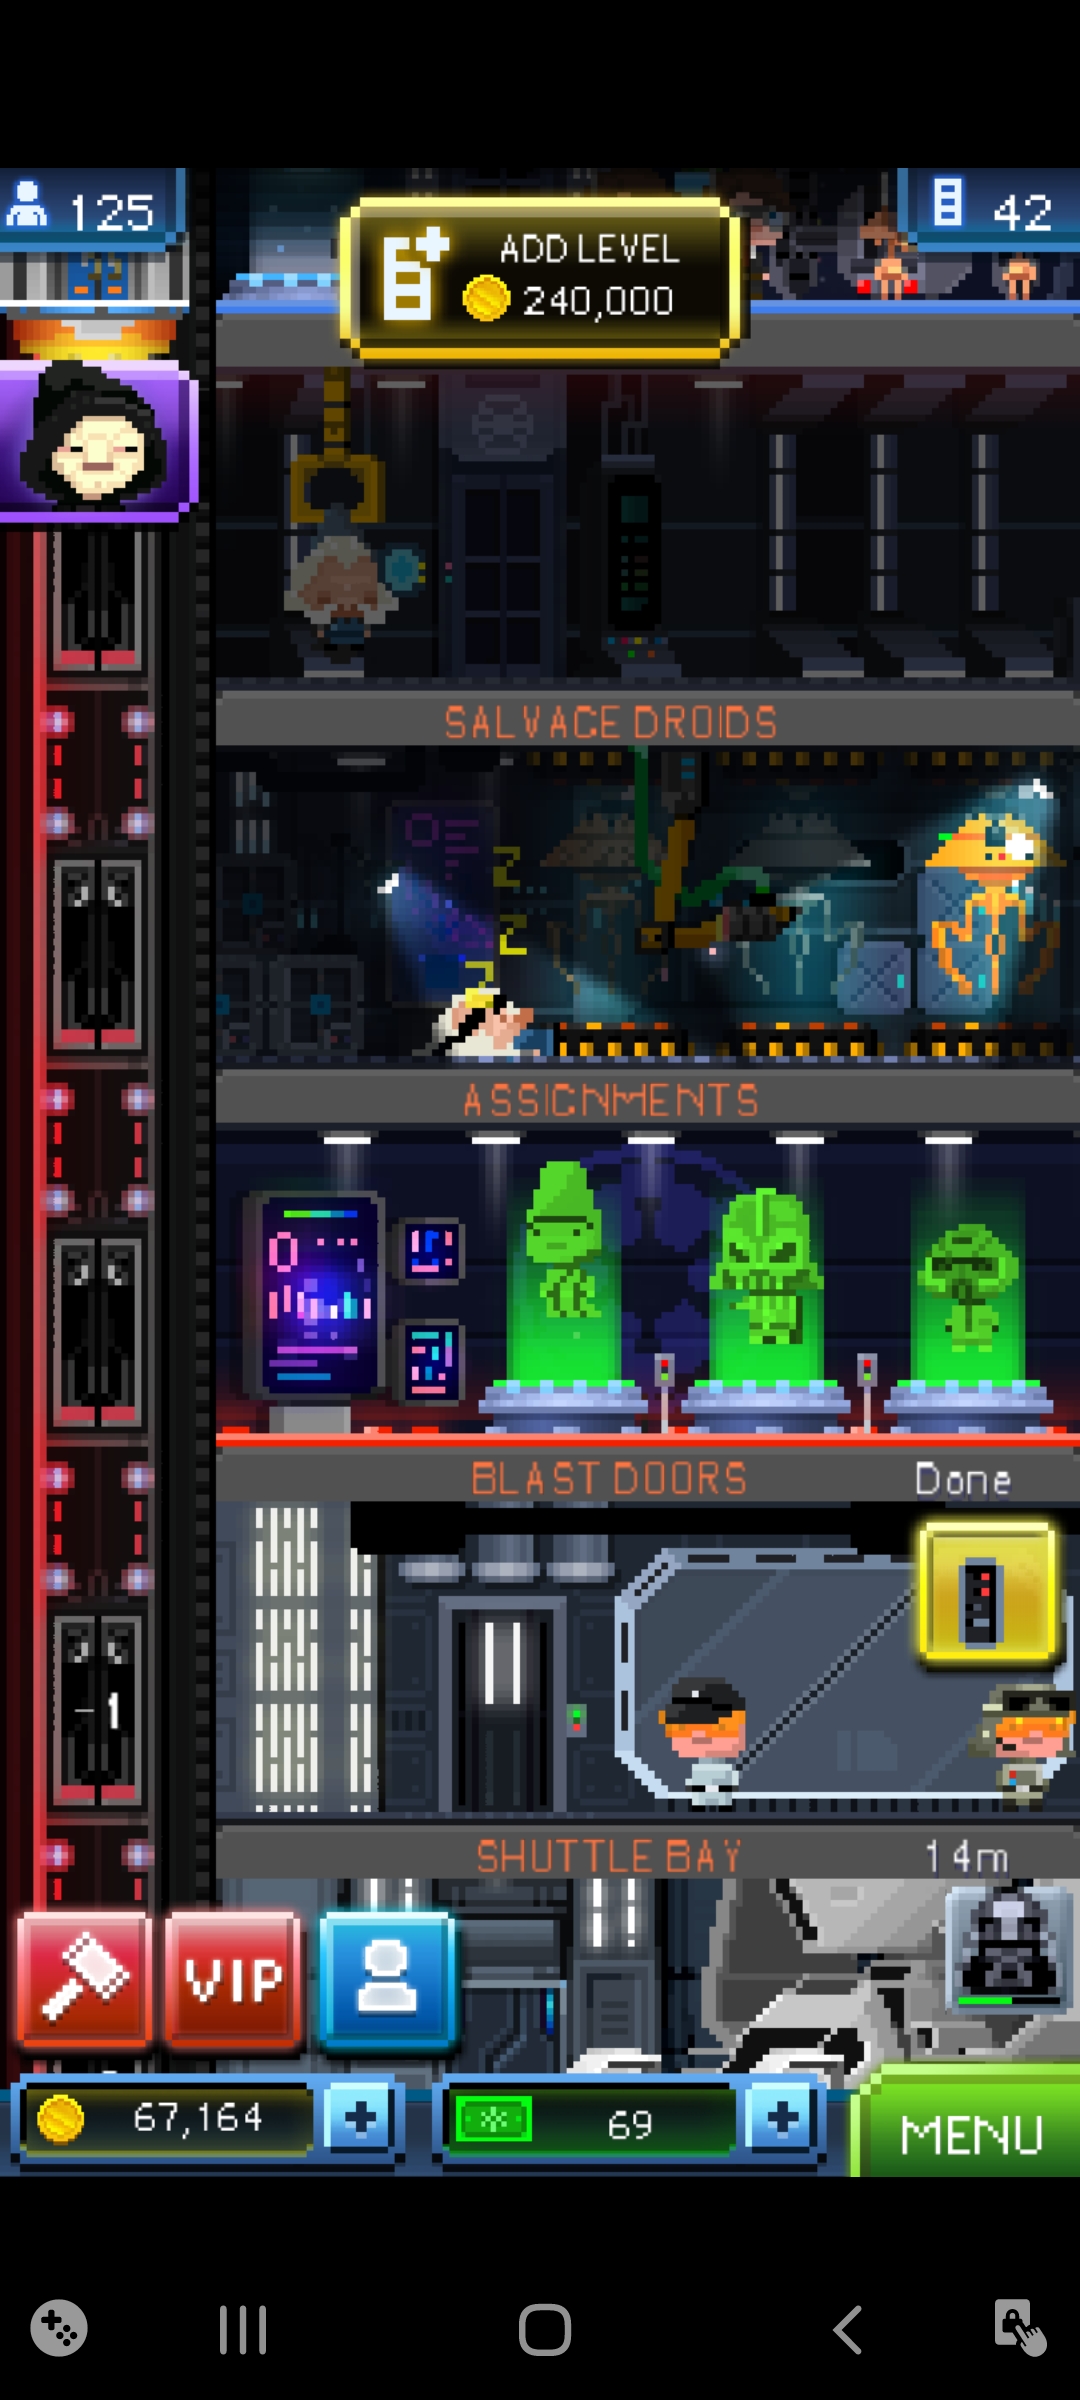 125
ADD LEVEL
240,000
42
SALVAGE DROIDS
Z
Z
Z
ASSIGNMENTS
BLAST DOORS
Done
-1
SHUTTLE BAY
14m
VIP
67,164
69
MENU